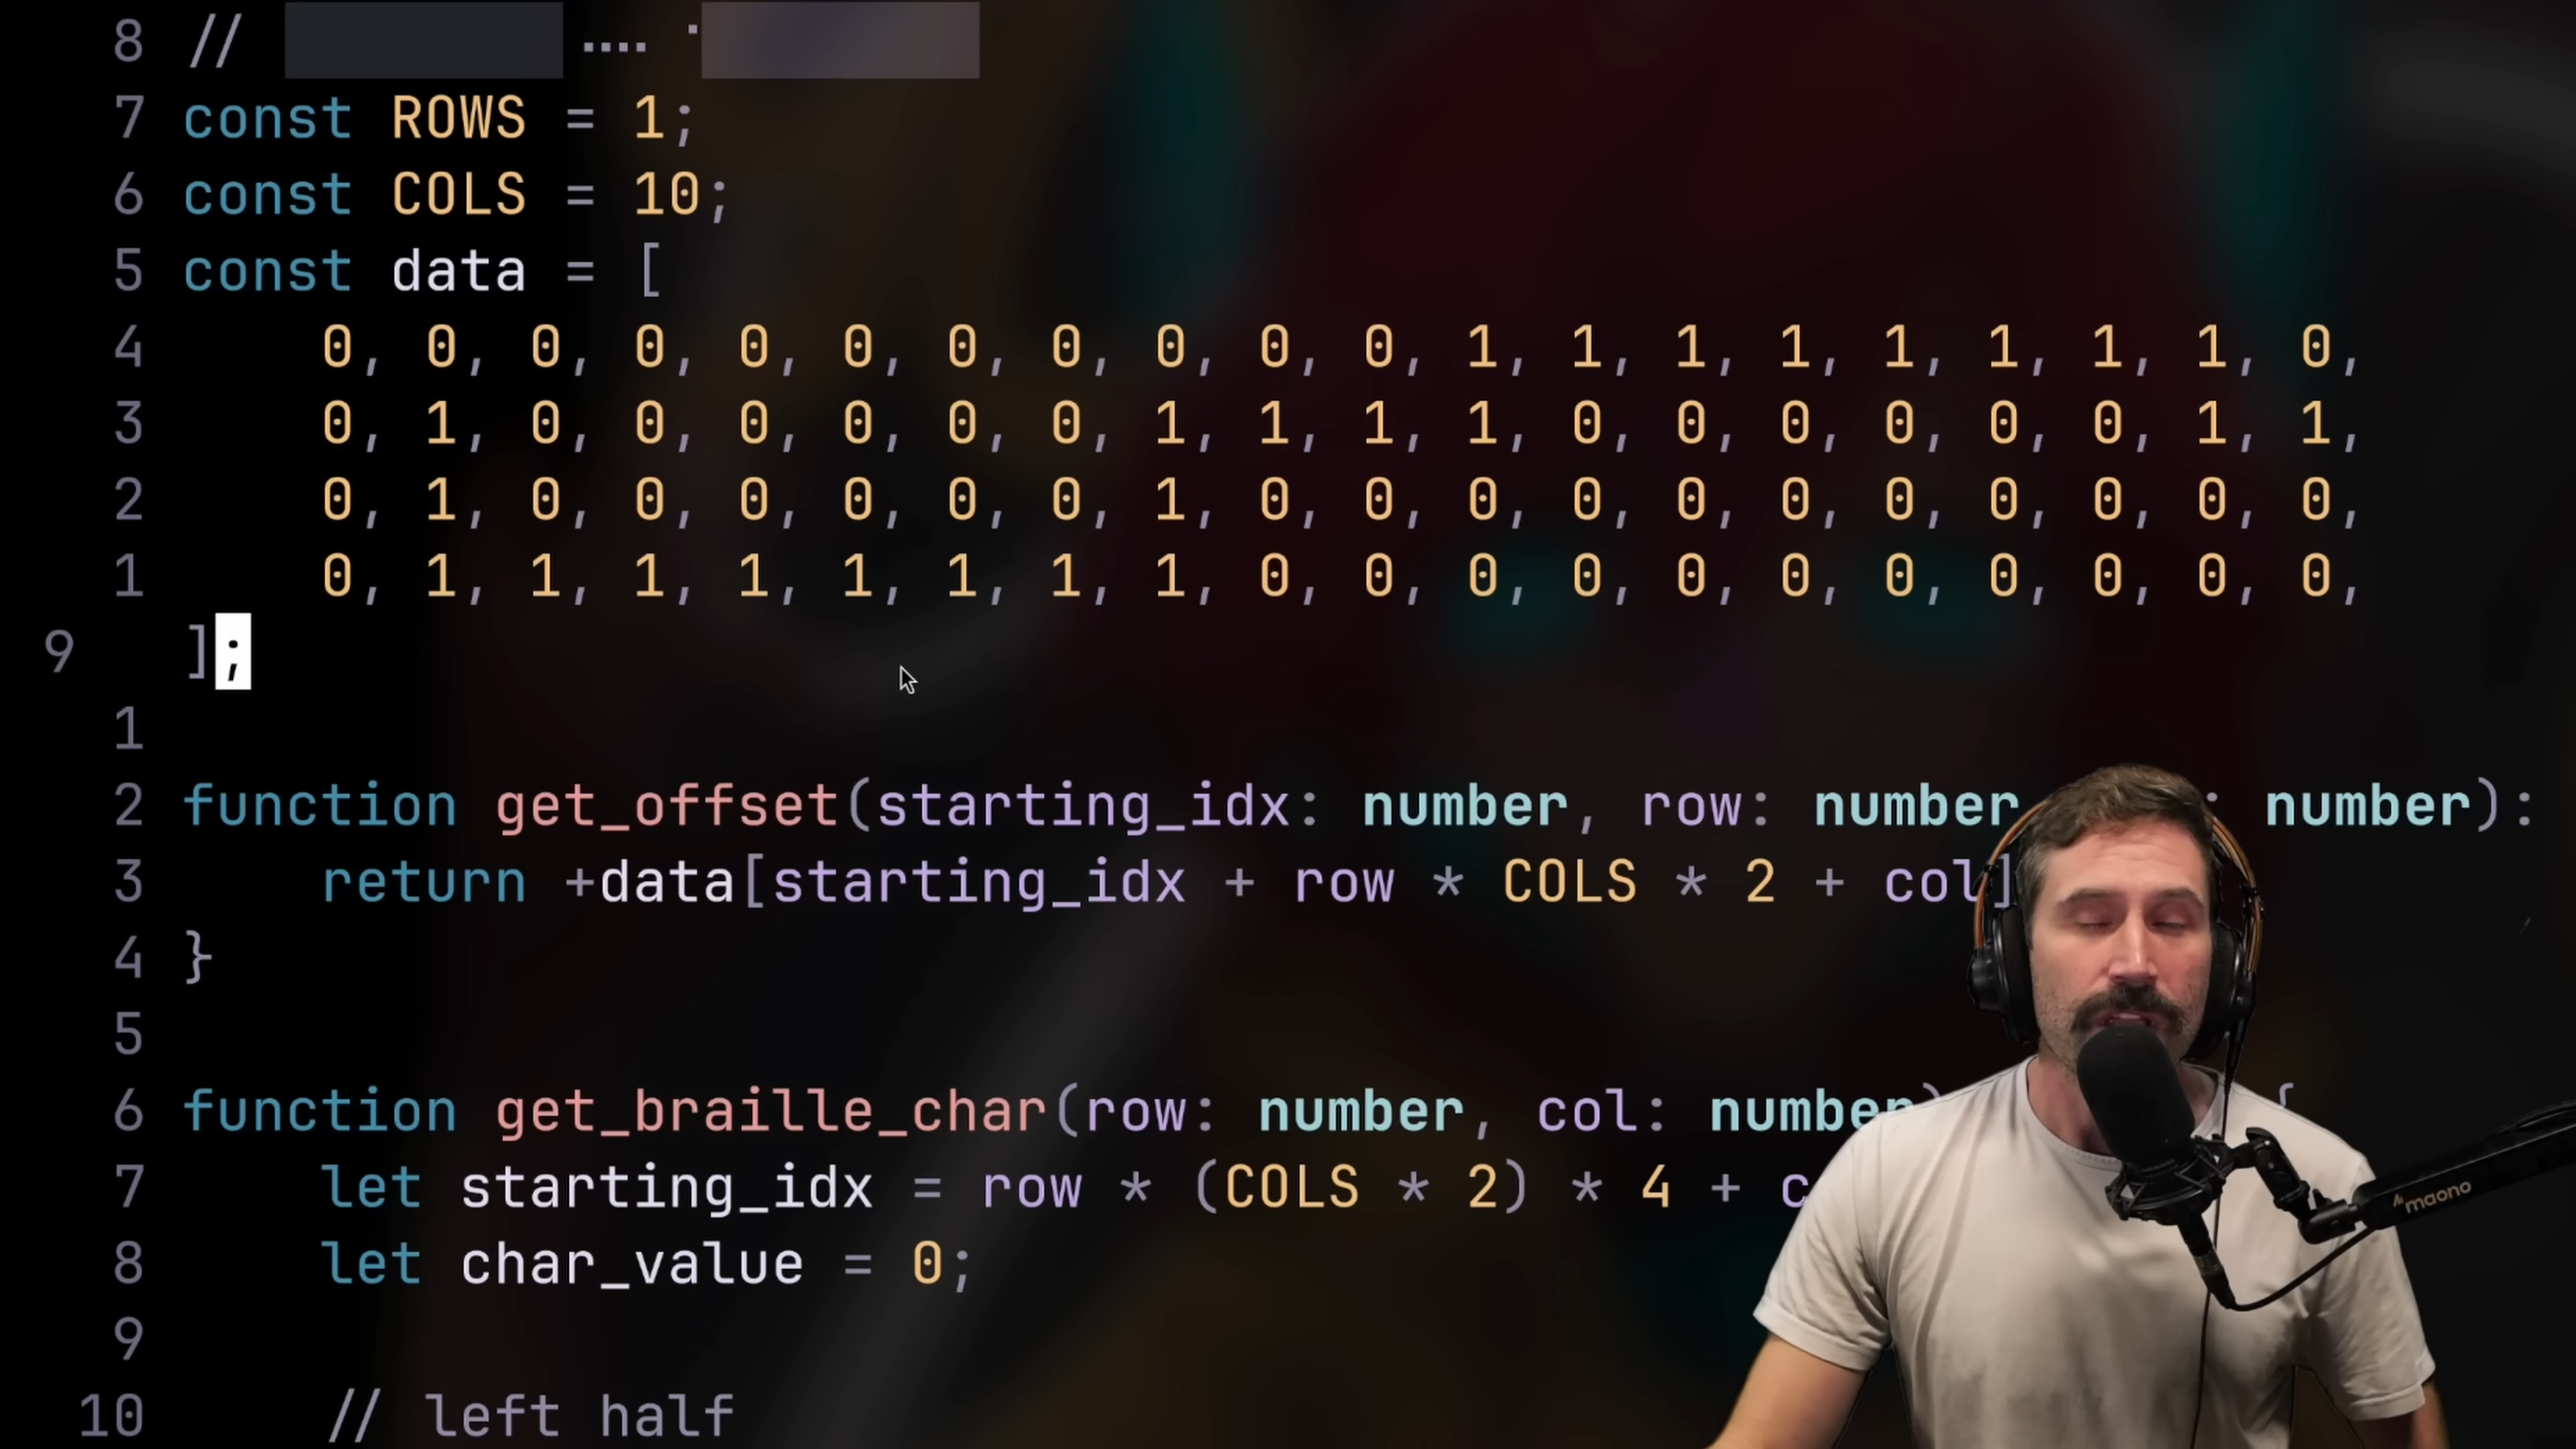 8 //
7 const ROWS = 1;
6 const COLS = 10;
5 const data = [
4 0, 0, 0, 0, 0, 0, 0, 0, 0, 0, 0, 1, 1, 1, 1, 1, 1, 1, 1, 0,
3 0, 1, 0, 0, 0, 0, 0, 0, 1, 1, 1, 1, 0, 0, 0, 0, 0, 0, 1, 1,
2 0, 1, 0, 0, 0, 0, 0, 0, 1, 0, 0, 0, 0, 0, 0, 0, 0, 0, 0, 0,
1 0, 1, 1, 1, 1, 1, 1, 1, 1, 0, 0, 0, 0, 0, 0, 0, 0, 0, 0, 0,
9 ];
1
2 function get_offset(starting_idx: number, row: number : number):
3 return +data[starting_idx + row * COLS * 2 + col]
4 }
5
6 function get_braille_char(row: number, col: number) {
7 let starting_idx = row * (COLS * 2) * 4 + c
8 let char_value = 0;
9
10 // left half
maono